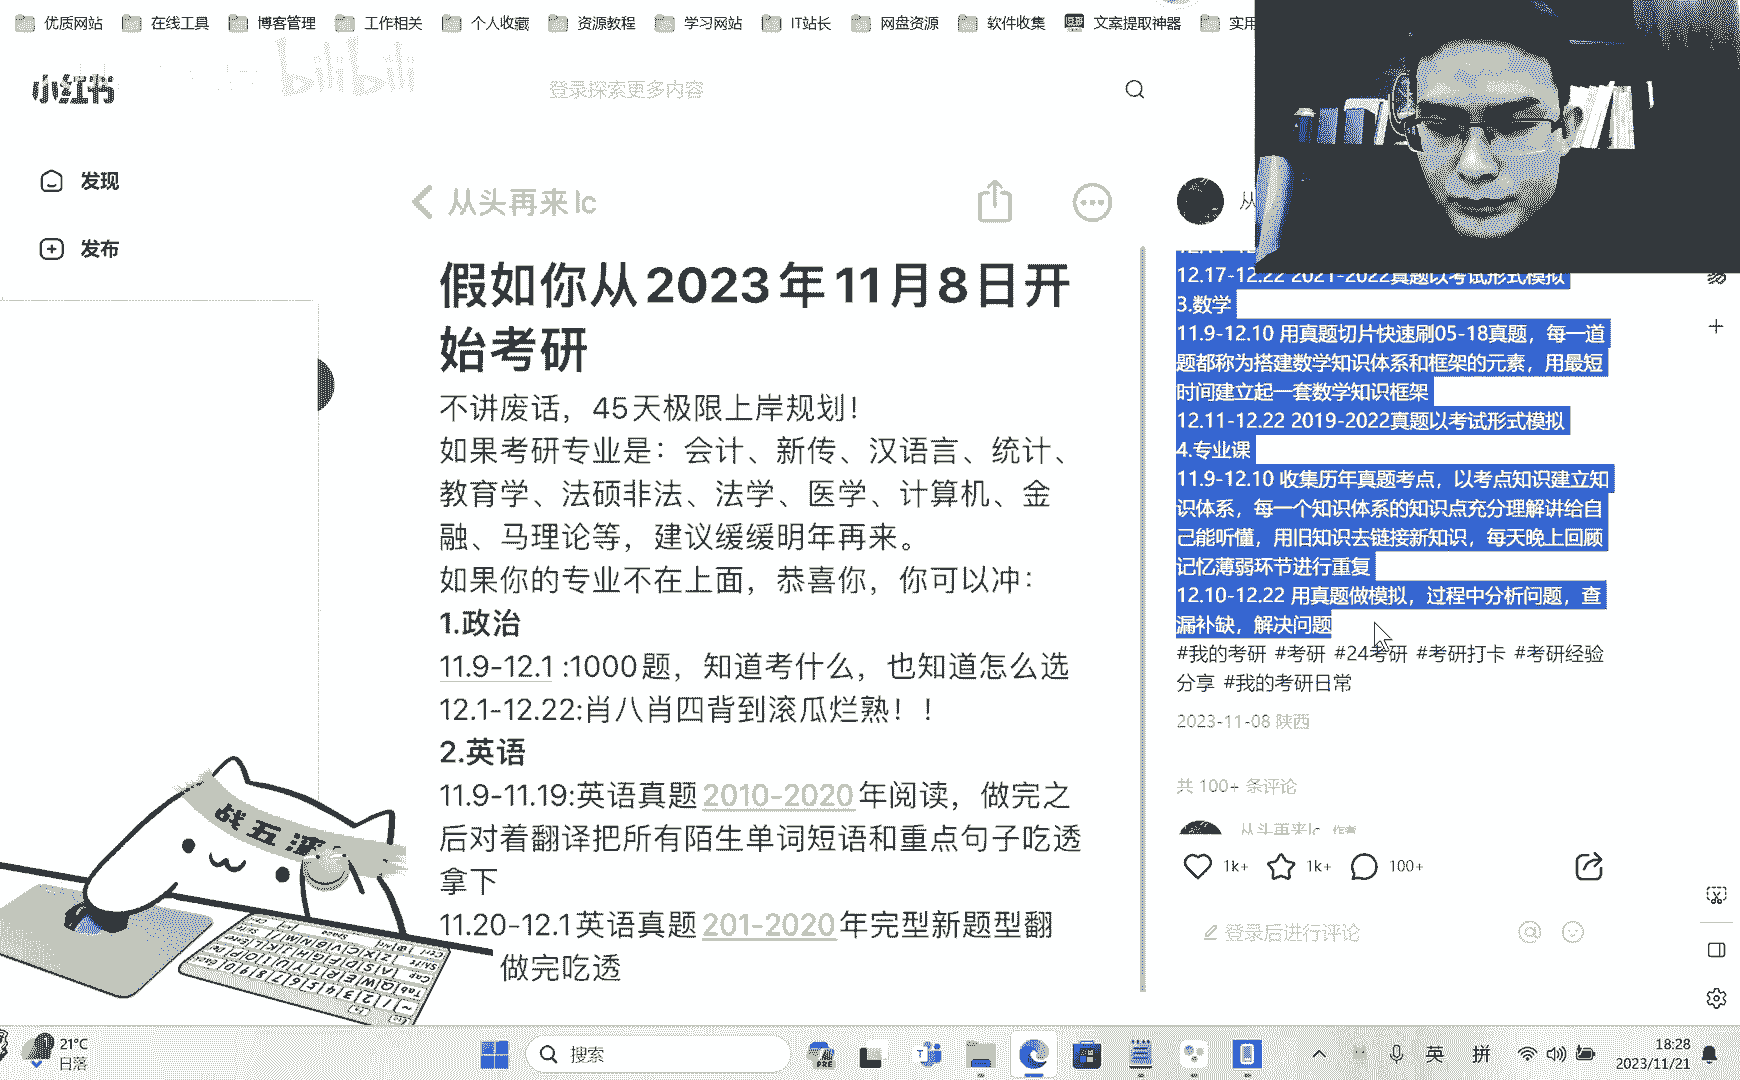 优质网站 在线工具 博客管理 工作相关 个人收藏 资源教程 学习网站 IT站长 网盘资源 软件收集 文案提取神器 实用
小红书
bilibili
登录探索更多内容
发现
发布
从头再来lc
假如你从2023年11月8日开
始考研
不讲废话，45天极限上岸规划！
如果考研专业是：会计、新传、汉语言、统计、
教育学、法硕非法、法学、医学、计算机、金
融、马理论等，建议缓缓明年再来。
如果你的专业不在上面，恭喜你，你可以冲：
1.政治
11.9-12.1 :1000题，知道考什么，也知道怎么选
12.1-12.22:肖八肖四背到滚瓜烂熟！！
2.英语
11.9-11.19:英语真题2010-2020年阅读，做完之
后对着翻译把所有陌生单词短语和重点句子吃透
拿下
11.20-12.1英语真题201-2020年完型新题型翻
做完吃透
从
12.17-12.22 2021-2022真题以考试形式模拟
3.数学
11.9-12.10 用真题切片快速刷05-18真题，每一道
题都称为搭建数学知识体系和框架的元素，用最短
时间建立起一套数学知识框架
12.11-12.22 2019-2022真题以考试形式模拟
4.专业课
11.9-12.10 收集历年真题考点，以考点知识建立知
识体系，每一个知识体系的知识点充分理解讲给自
己能听懂，用旧知识去链接新知识，每天晚上回顾
记忆薄弱环节进行重复
12.10-12.22 用真题做模拟，过程中分析问题，查
漏补缺，解决问题
#我的考研 #考研 #24考研 #考研打卡 #考研经验
分享 #我的考研日常
2023-11-08 陕西
共 100+ 条评论
从头再来lc 作者
1k+ 1k+ 100+
登录后进行评论
21°C
日落
搜索
PRE
英 拼
18:28
2023/11/21